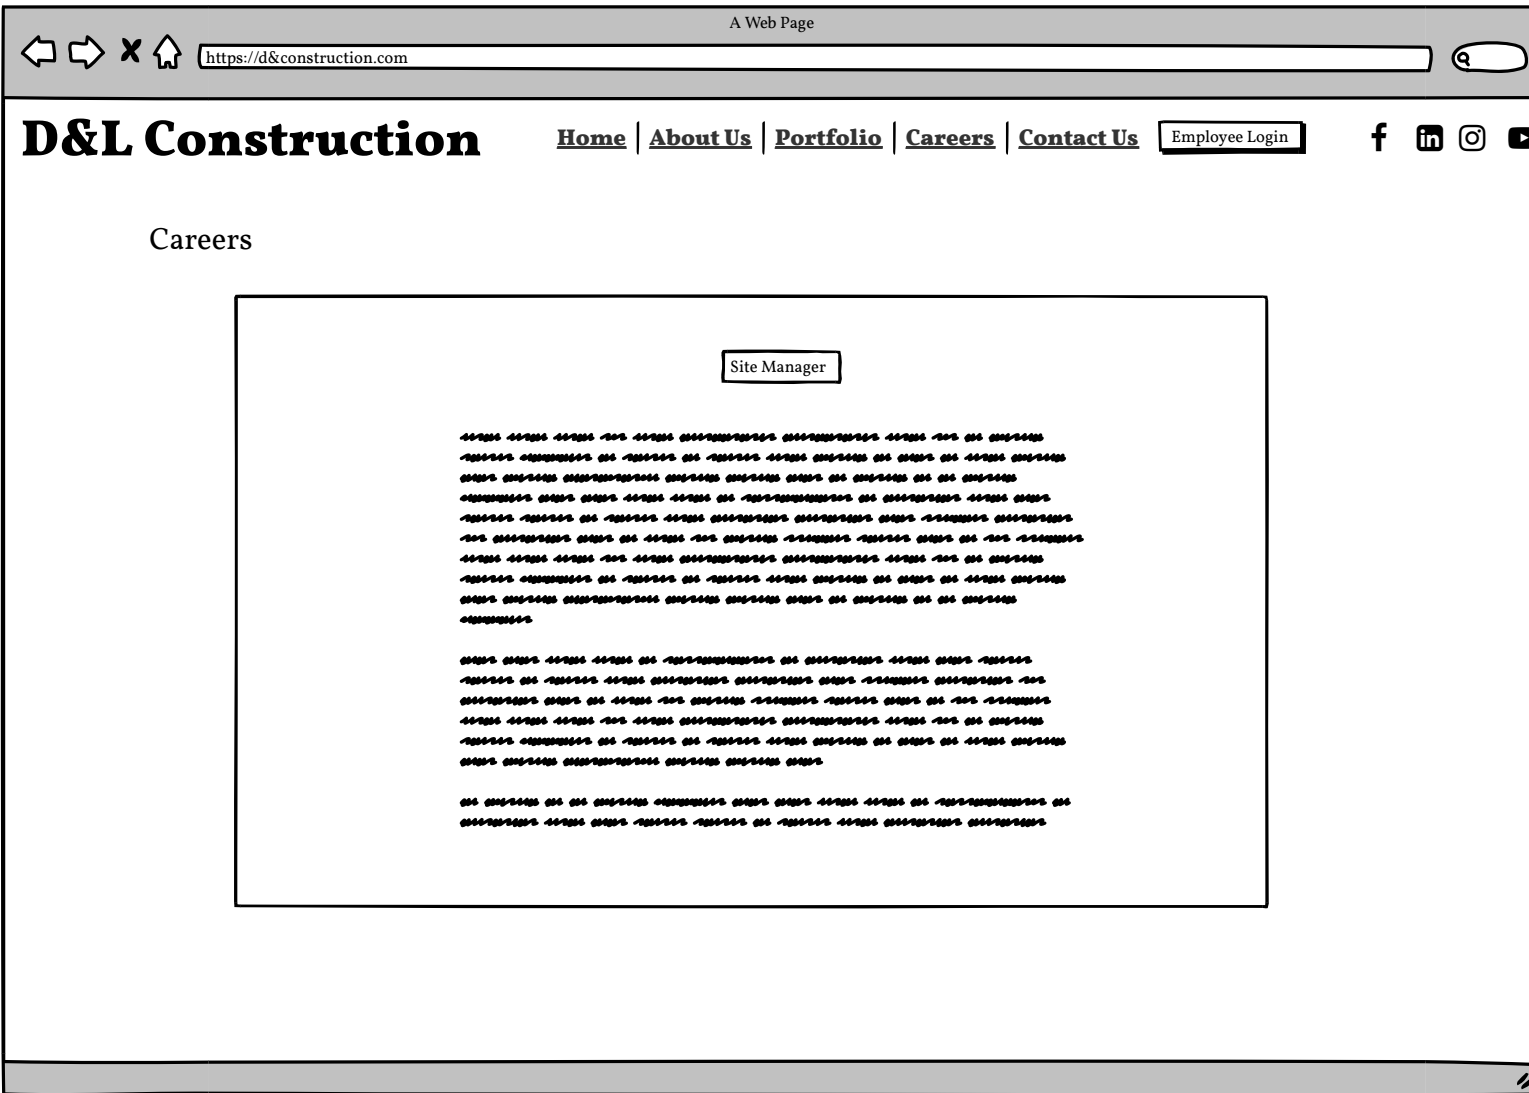 A Web Page
https://d&construction.com
D&L Construction
Home | About Us | Portfolio | Careers | Contact Us
Employee Login
Careers
Site Manager